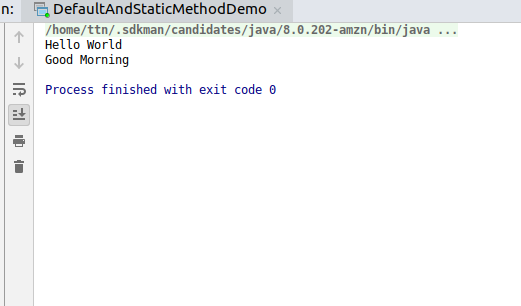 n: DefaultAndStaticMethodDemo ×
/home/ttn/.sdkman/candidates/java/8.0.202-amzn/bin/java ...
Hello World
Good Morning
Process finished with exit code 0